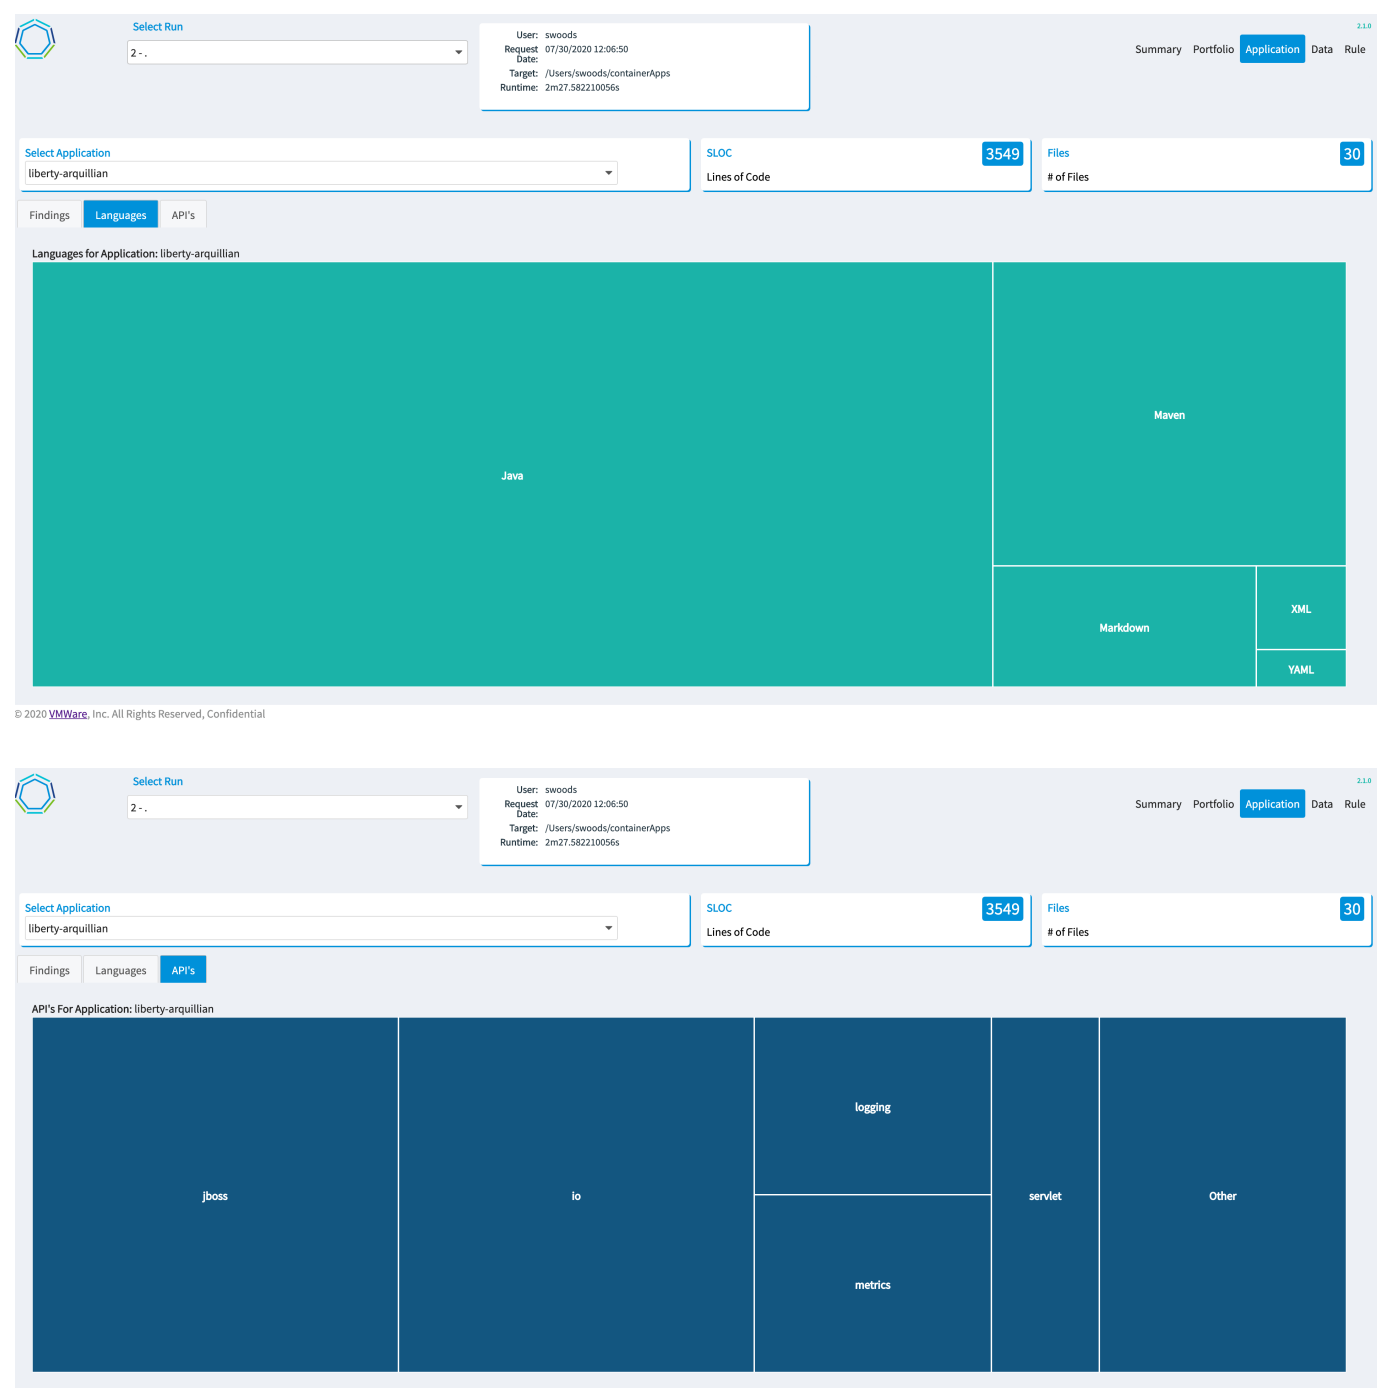 Select Run
2 - .
User: swoods
Request Date: 07/30/2020 12:06:50
Target: /Users/swoods/containerApps
Runtime: 2m27.582210056s
2.1.0
Summary Portfolio Application Data Rule
Select Application
liberty-arquillian
SLOC 3549
Lines of Code
Files 30
# of Files
Findings Languages API's
Languages for Application: liberty-arquillian
Java
Maven
Markdown
XML
YAML
© 2020 VMWare, Inc. All Rights Reserved, Confidential
Select Run
2 - .
User: swoods
Request Date: 07/30/2020 12:06:50
Target: /Users/swoods/containerApps
Runtime: 2m27.582210056s
2.1.0
Summary Portfolio Application Data Rule
Select Application
liberty-arquillian
SLOC 3549
Lines of Code
Files 30
# of Files
Findings Languages API's
API's For Application: liberty-arquillian
jboss
io
logging
metrics
servlet
Other